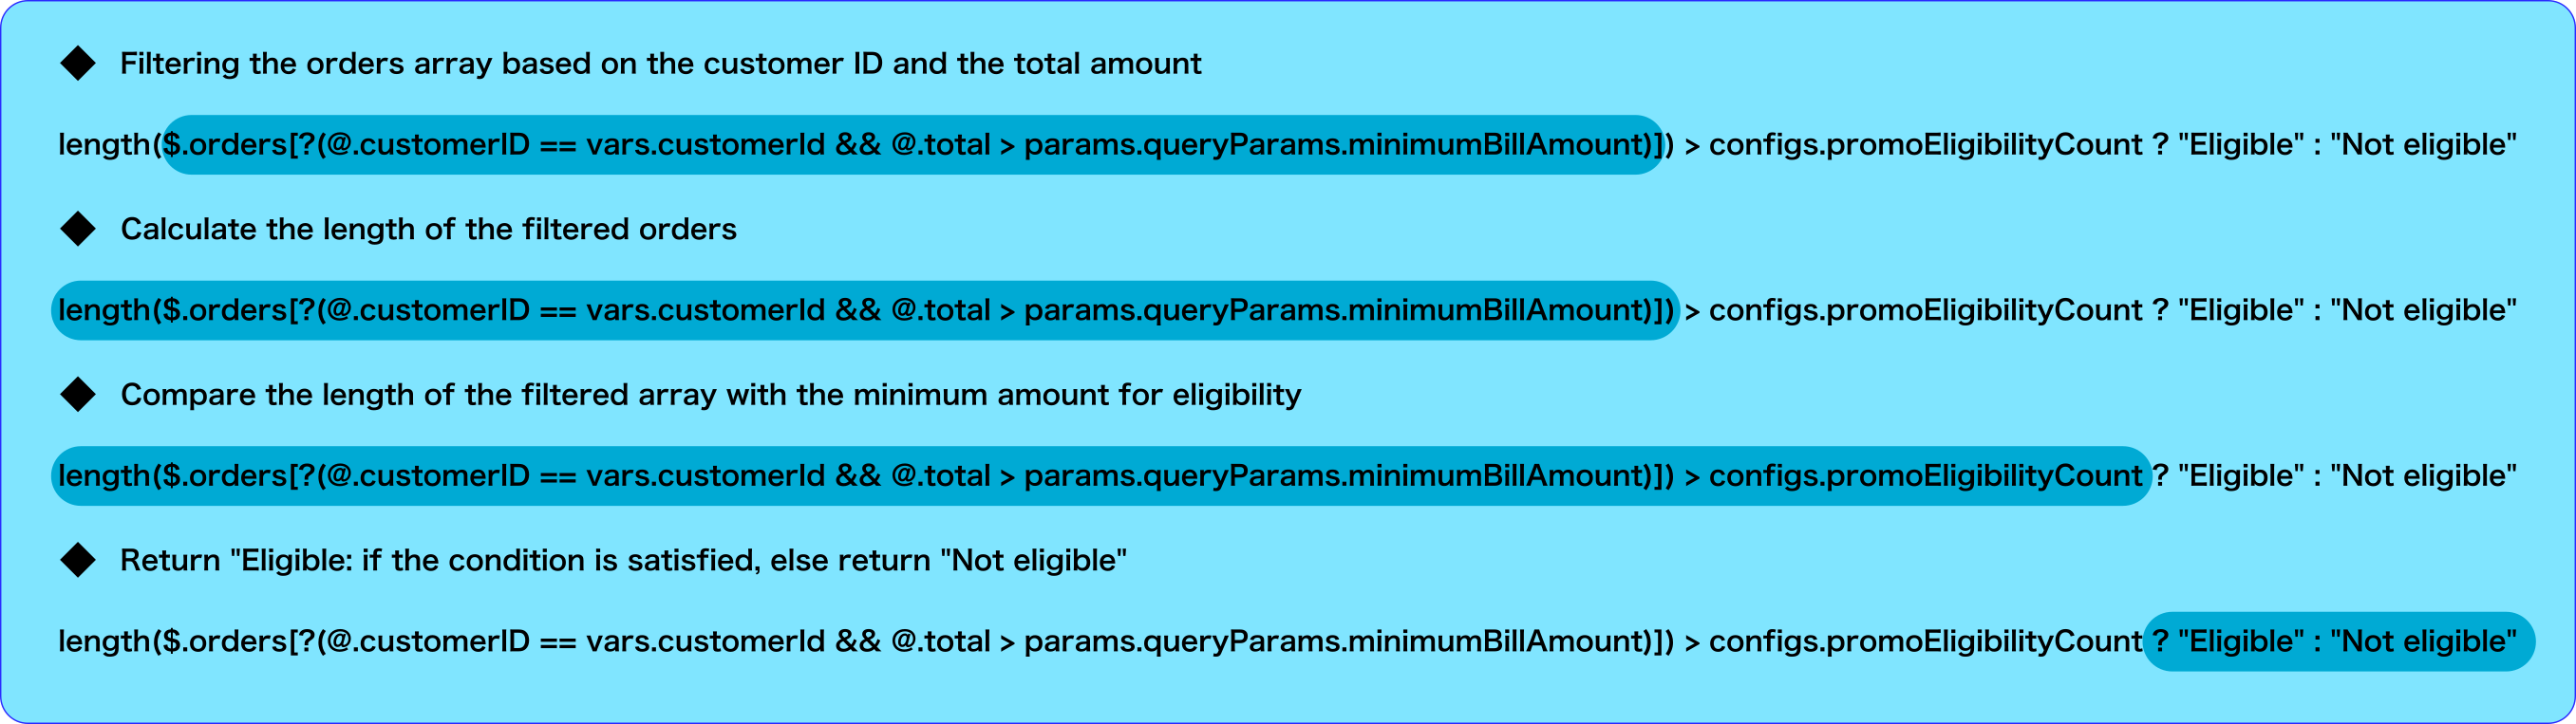 Filtering the orders array based on the customer ID and the total amount
length($.orders[?(@.customerID == vars.customerId && @.total > params.queryParams.minimumBillAmount)]) > configs.promoEligibilityCount ? "Eligible" : "Not eligible"
Calculate the length of the filtered orders
length($.orders[?(@.customerID == vars.customerId && @.total > params.queryParams.minimumBillAmount)]) > configs.promoEligibilityCount ? "Eligible" : "Not eligible"
Compare the length of the filtered array with the minimum amount for eligibility
length($.orders[?(@.customerID == vars.customerId && @.total > params.queryParams.minimumBillAmount)]) > configs.promoEligibilityCount ? "Eligible" : "Not eligible"
Return "Eligible: if the condition is satisfied, else return "Not eligible"
length($.orders[?(@.customerID == vars.customerId && @.total > params.queryParams.minimumBillAmount)]) > configs.promoEligibilityCount ? "Eligible" : "Not eligible"